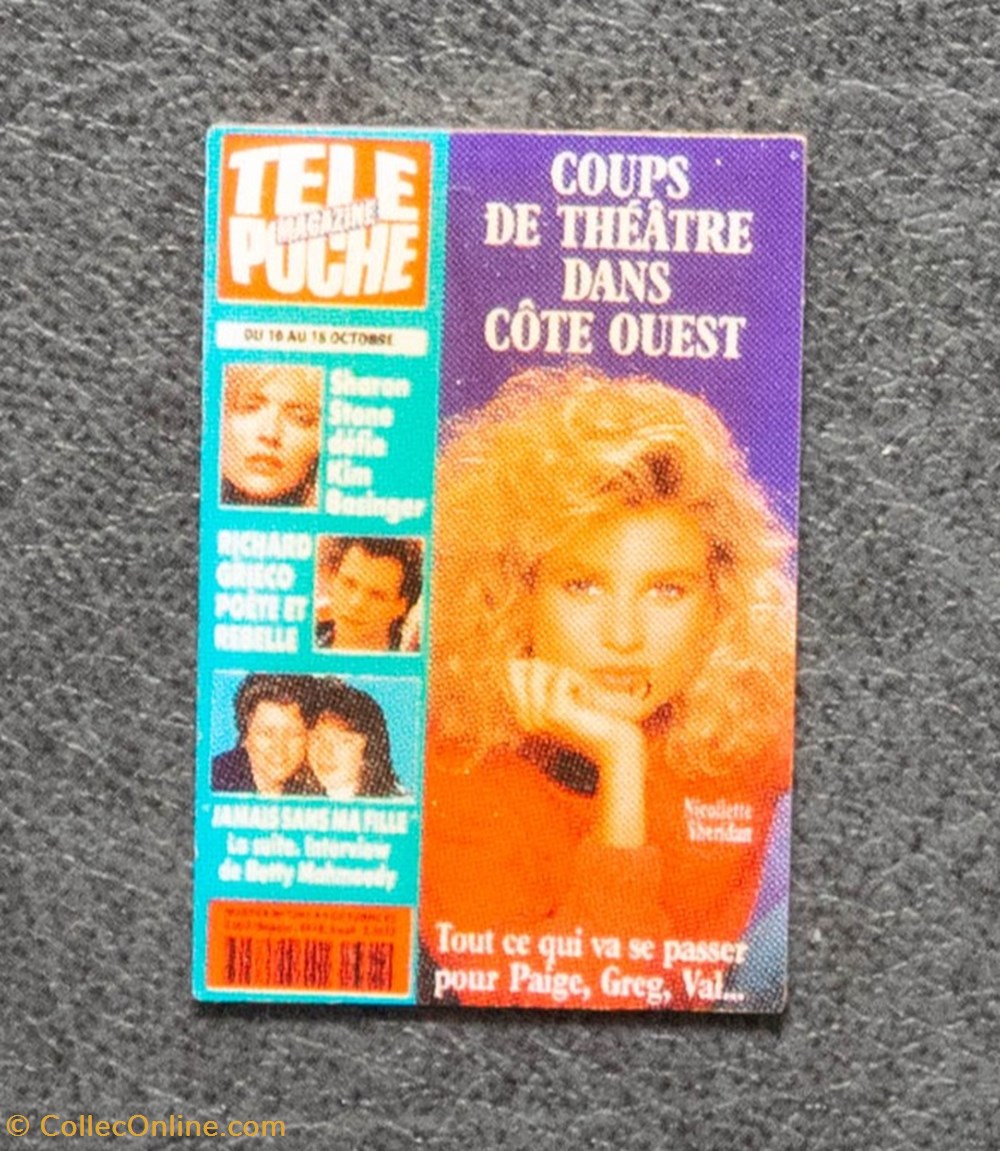 TELE
MAGAZINE
POCHE
DU 10 AU 16 OCTOBRE
Sharon
Stone
défie
Kim
Basinger
RICHARD
GRIECO
POÈTE ET
REBELLE
"JAMAIS SANS MA FILLE"
La suite. Interview
de Betty Mahmoody
COUPS
DE THÉÂTRE
DANS
CÔTE OUEST
Nicollette
Sheridan
Tout ce qui va se passer
pour Paige, Greg, Val...
© CollecOnline.com